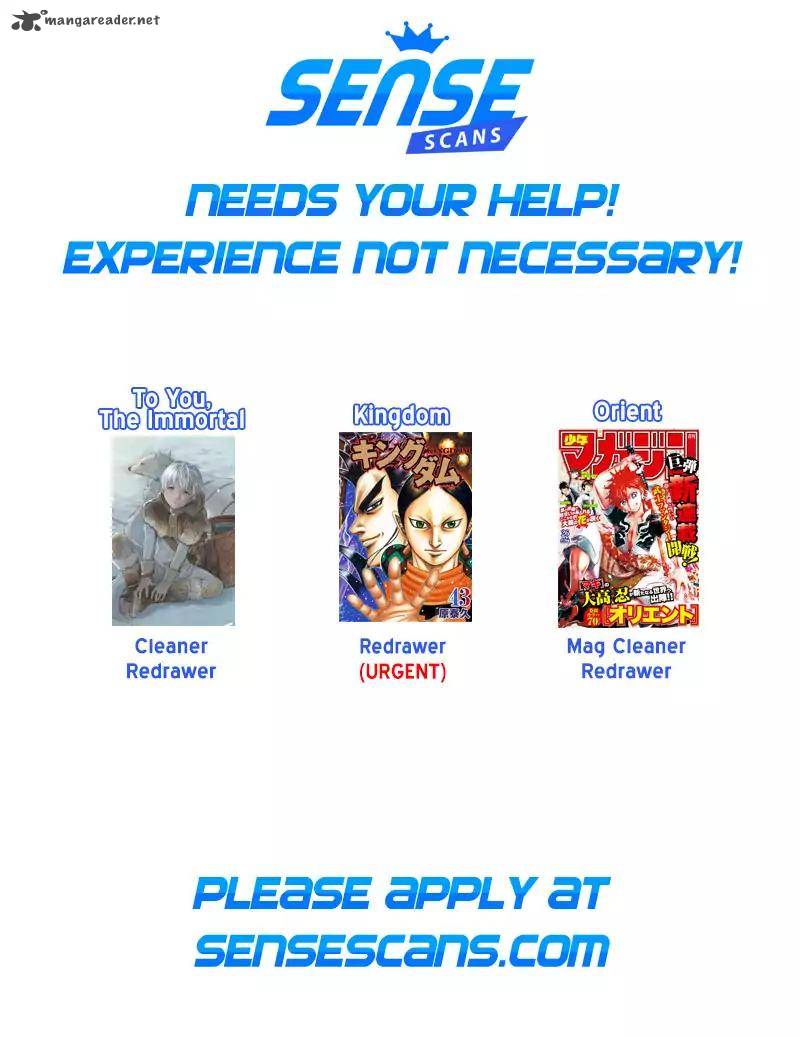 mangareader.net
SENSE
SCANS
NEEDS YOUR HELP!
EXPERIENCE NOT NECESSARY!
To You,
The Immortal
Kingdom
Orient
キングダム
KINGDOM
43
原泰久
少年
マガジン
巨弾
新連載
開戦!
大高忍
出陣!!
[オリエント]
Cleaner
Redrawer
Redrawer
(URGENT)
Mag Cleaner
Redrawer
PLEASE APPLY AT
SENSESCANS.COM